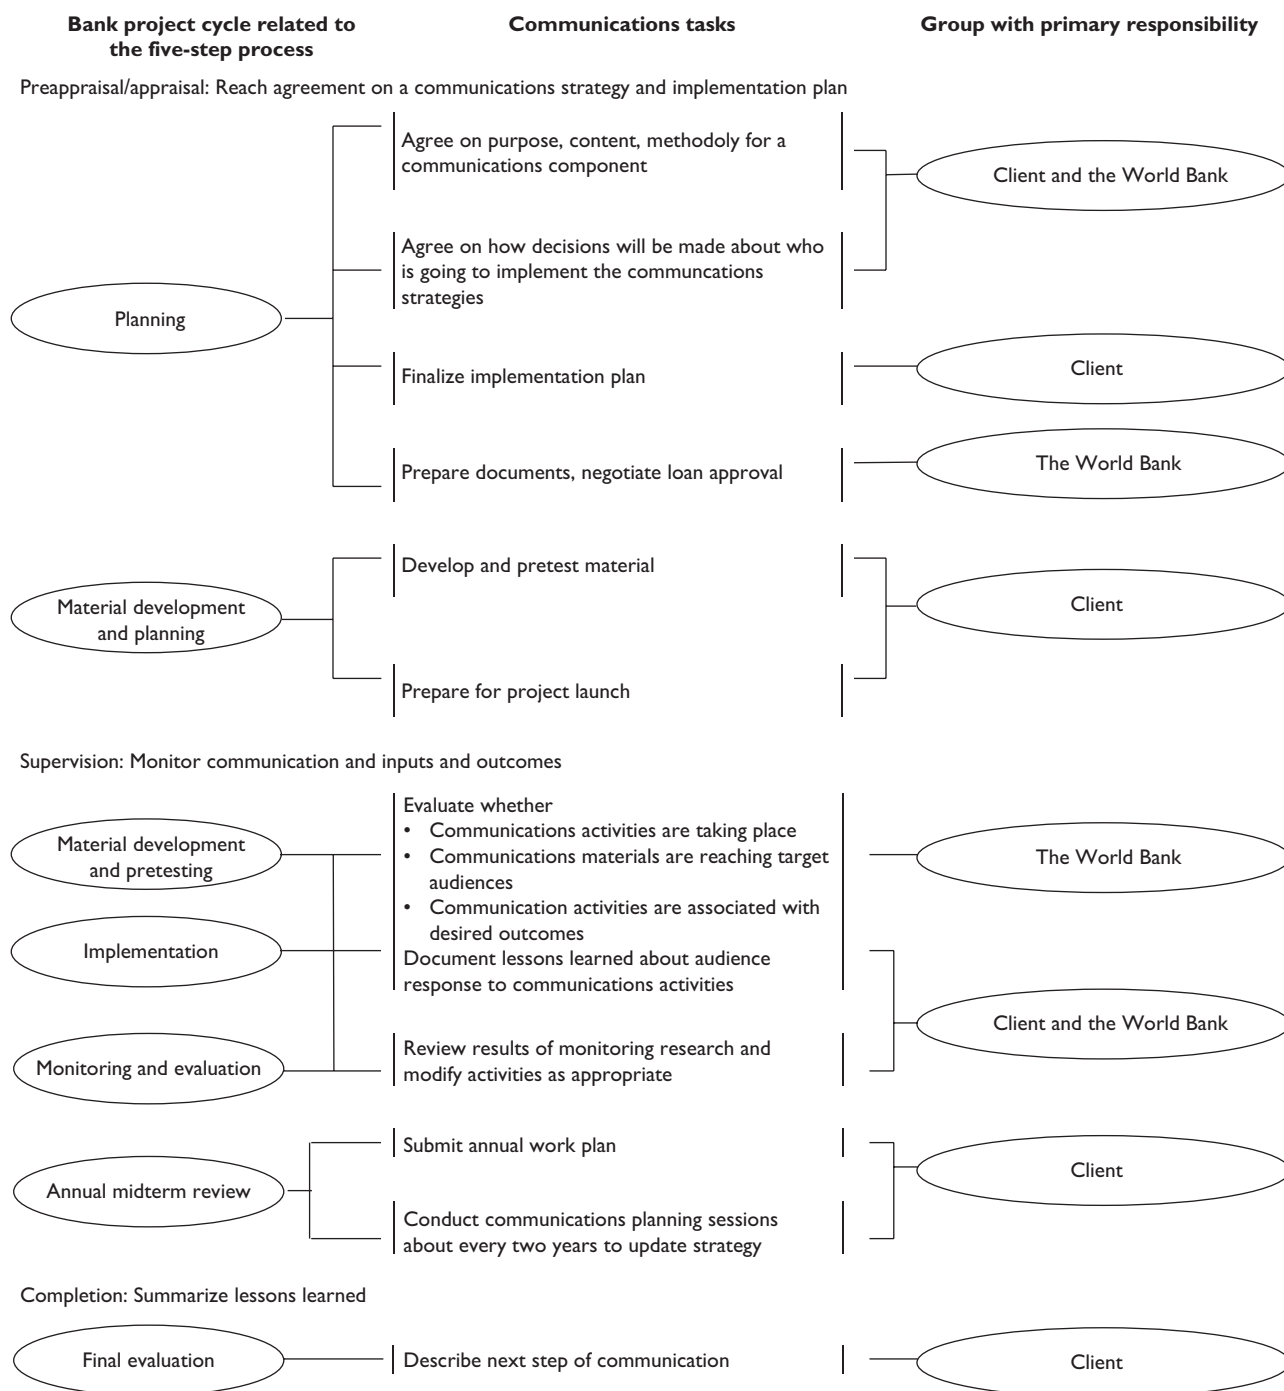 Bank project cycle related to
the five-step process
Communications tasks
Group with primary responsibility
Preappraisal/appraisal: Reach agreement on a communications strategy and implementation plan
Planning
Agree on purpose, content, methodoly for a
communications component
Client and the World Bank
Agree on how decisions will be made about who
is going to implement the communcations
strategies
Finalize implementation plan
Client
Prepare documents, negotiate loan approval
The World Bank
Material development
and planning
Develop and pretest material
Prepare for project launch
Client
Supervision: Monitor communication and inputs and outcomes
Material development
and pretesting
Implementation
Monitoring and evaluation
Evaluate whether
• Communications activities are taking place
• Communications materials are reaching target
audiences
• Communication activities are associated with
desired outcomes
Document lessons learned about audience
response to communications activities
The World Bank
Review results of monitoring research and
modify activities as appropriate
Client and the World Bank
Annual midterm review
Submit annual work plan
Conduct communications planning sessions
about every two years to update strategy
Client
Completion: Summarize lessons learned
Final evaluation
Describe next step of communication
Client